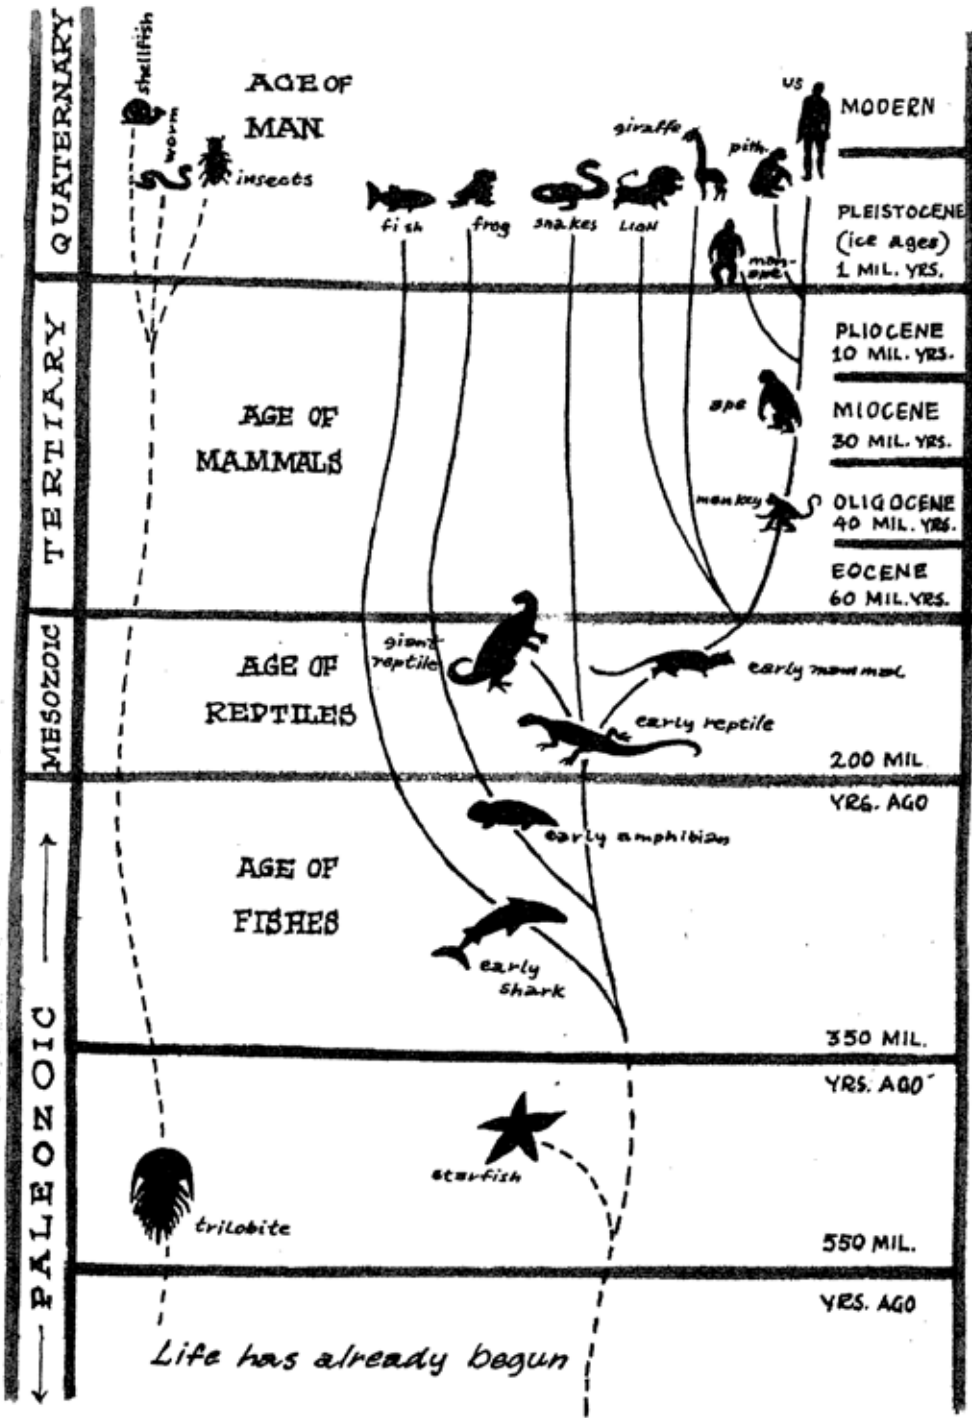 QUATERNARY
shellfish
worm
insects
AGE OF
MAN
fish
frog
snakes
LION
giraffe
pith.
man-
ape
us
MODERN
PLEISTOCENE
(ice ages)
1 MIL. YRS.
TERTIARY
AGE OF
MAMMALS
ape
monkey
PLIOCENE
10 MIL. YRS.
MIOCENE
30 MIL. YRS.
OLIGOCENE
40 MIL. YRS.
EOCENE
60 MIL. YRS.
MESOZOIC
AGE OF
REPTILES
giant
reptile
early mammal
early reptile
200 MIL
YRS. AGO
PALEOZOIC
AGE OF
FISHES
early amphibian
early
shark
350 MIL.
YRS. AGO
trilobite
starfish
550 MIL.
YRS. AGO
Life has already begun